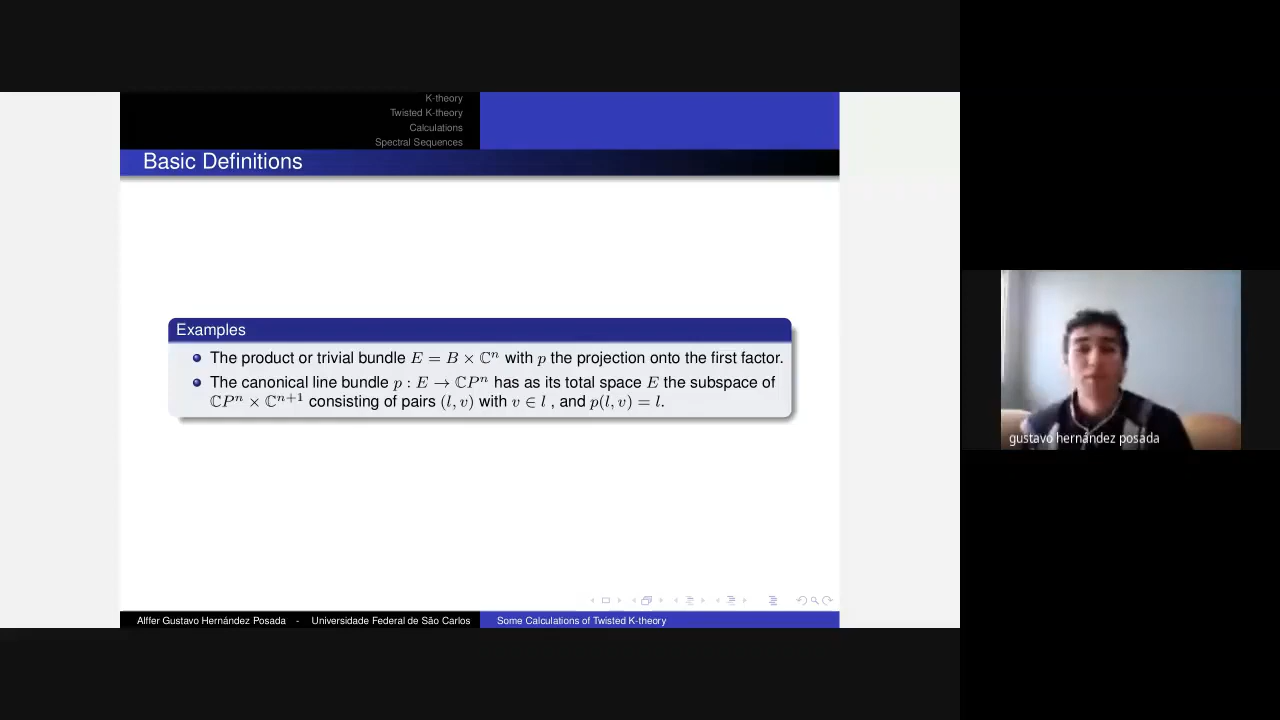 K-theory
Twisted K-theory
Calculations
Spectral Sequences
Basic Definitions
Examples
The product or trivial bundle E = B × ℂⁿ with p the projection onto the first factor.
The canonical line bundle p : E → ℂPⁿ has as its total space E the subspace of
ℂPⁿ × ℂⁿ⁺¹ consisting of pairs (l, v) with v ∈ l , and p(l, v) = l.
gustavo hernández posada
Alffer Gustavo Hernández Posada - Universidade Federal de São Carlos
Some Calculations of Twisted K-theory